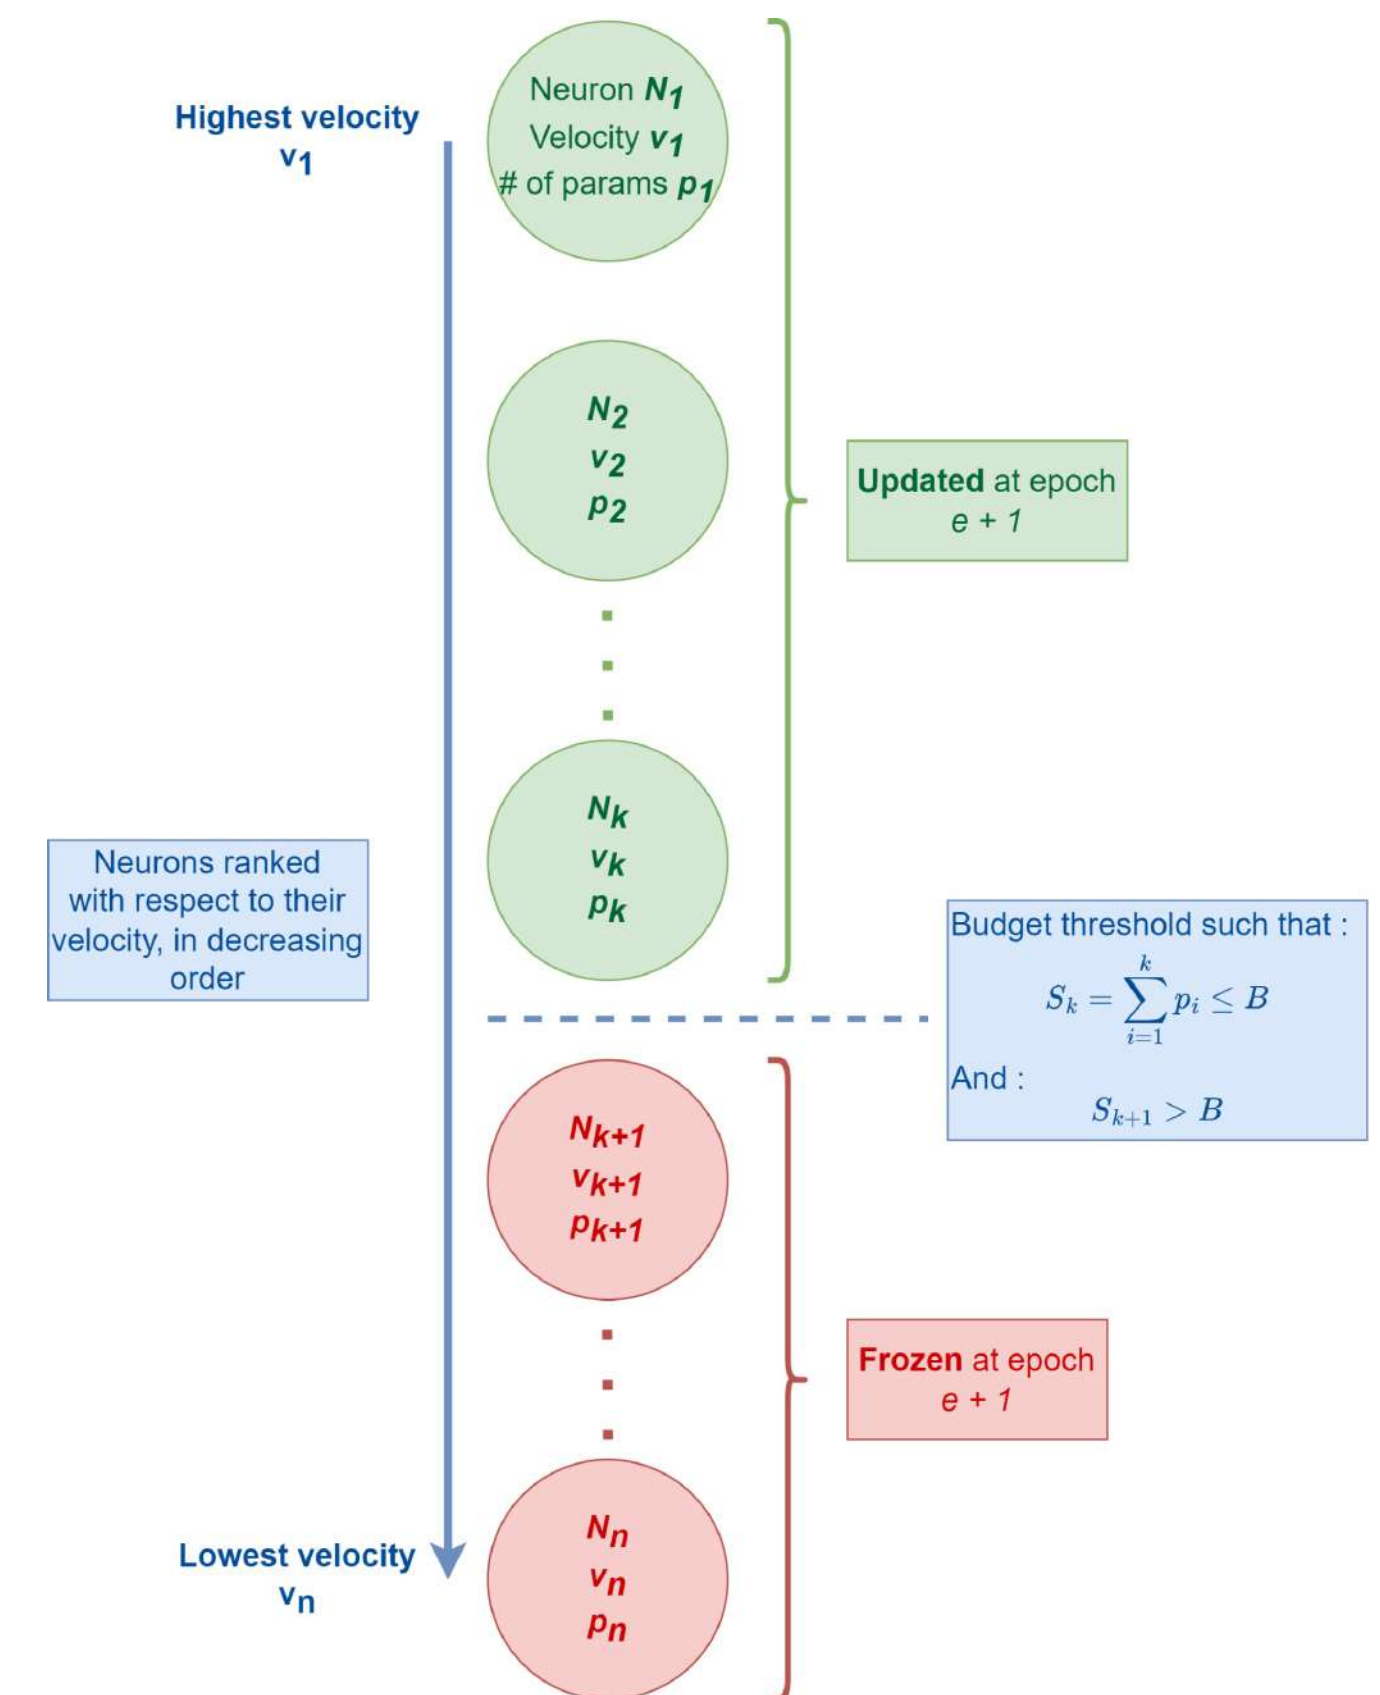 Highest velocity
v1
Neuron N1
Velocity v1
# of params p1
N2
v2
p2
Updated at epoch
e + 1
Nk
vk
pk
Neurons ranked
with respect to their
velocity, in decreasing
order
Budget threshold such that :
S_k = \sum_{i=1}^{k} p_i ≤ B
And :
S_{k+1} > B
Nk+1
vk+1
pk+1
Frozen at epoch
e + 1
Lowest velocity
vn
Nn
vn
pn